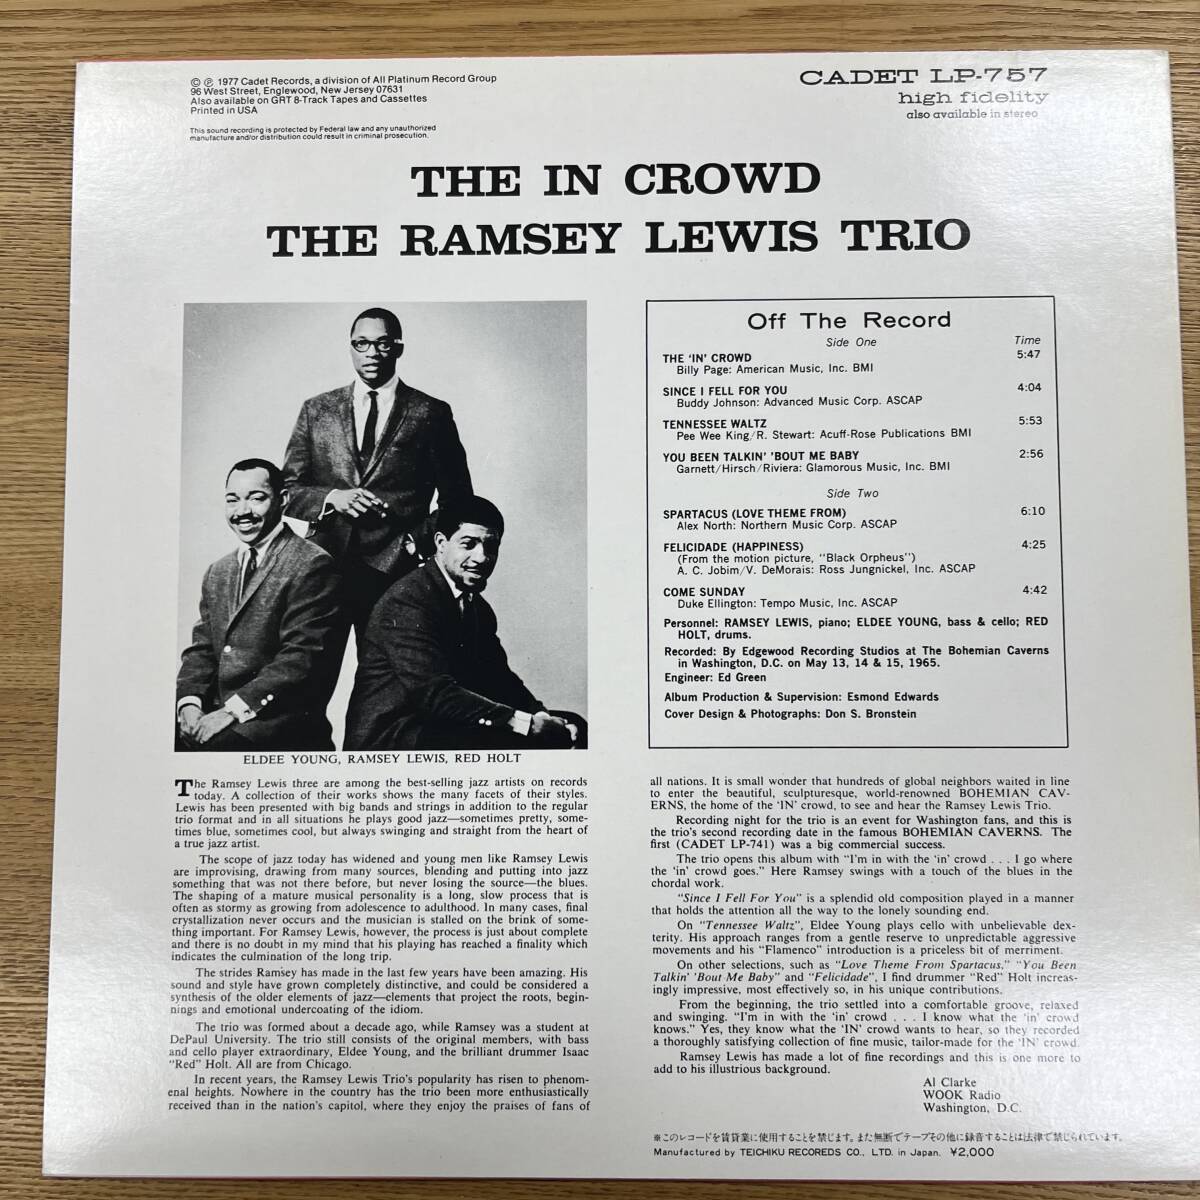 © ℗ 1977 Cadet Records, a division of All Platinum Record Group
96 West Street, Englewood, New Jersey 07631
Also available on GRT 8-Track Tapes and Cassettes
Printed in USA
This sound recording is protected by Federal law and any unauthorized
manufacture and/or distribution could result in criminal prosecution.
CADET LP-757
high fidelity
also available in stereo
THE IN CROWD
THE RAMSEY LEWIS TRIO
ELDEE YOUNG, RAMSEY LEWIS, RED HOLT
Off The Record
Side One Time
THE 'IN' CROWD 5:47
Billy Page: American Music, Inc. BMI
SINCE I FELL FOR YOU 4:04
Buddy Johnson: Advanced Music Corp. ASCAP
TENNESSEE WALTZ 5:53
Pee Wee King/R. Stewart: Acuff-Rose Publications BMI
YOU BEEN TALKIN' 'BOUT ME BABY 2:56
Garnett/Hirsch/Riviera: Glamorous Music, Inc. BMI
Side Two
SPARTACUS (LOVE THEME FROM) 6:10
Alex North: Northern Music Corp. ASCAP
FELICIDADE (HAPPINESS) 4:25
(From the motion picture, "Black Orpheus")
A. C. Jobim/V. DeMorais: Ross Jungnickel, Inc. ASCAP
COME SUNDAY 4:42
Duke Ellington: Tempo Music, Inc. ASCAP
Personnel: RAMSEY LEWIS, piano; ELDEE YOUNG, bass & cello; RED
HOLT, drums.
Recorded: By Edgewood Recording Studios at The Bohemian Caverns
in Washington, D.C. on May 13, 14 & 15, 1965.
Engineer: Ed Green
Album Production & Supervision: Esmond Edwards
Cover Design & Photographs: Don S. Bronstein
The Ramsey Lewis three are among the best-selling jazz artists on records
today. A collection of their works shows the many facets of their styles.
Lewis has been presented with big bands and strings in addition to the regular
trio format and in all situations he plays good jazz—sometimes pretty, some-
times blue, sometimes cool, but always swinging and straight from the heart of
a true jazz artist.
The scope of jazz today has widened and young men like Ramsey Lewis
are improvising, drawing from many sources, blending and putting into jazz
something that was not there before, but never losing the source—the blues.
The shaping of a mature musical personality is a long, slow process that is
often as stormy as growing from adolescence to adulthood. In many cases, final
crystallization never occurs and the musician is stalled on the brink of some-
thing important. For Ramsey Lewis, however, the process is just about complete
and there is no doubt in my mind that his playing has reached a finality which
indicates the culmination of the long trip.
The strides Ramsey has made in the last few years have been amazing. His
sound and style have grown completely distinctive, and could be considered a
synthesis of the older elements of jazz—elements that project the roots, begin-
nings and emotional undercoating of the idiom.
The trio was formed about a decade ago, while Ramsey was a student at
DePaul University. The trio still consists of the original members, with bass
and cello player extraordinary, Eldee Young, and the brilliant drummer Isaac
"Red" Holt. All are from Chicago.
In recent years, the Ramsey Lewis Trio's popularity has risen to phenom-
enal heights. Nowhere in the country has the trio been more enthusiastically
received than in the nation's capitol, where they enjoy the praises of fans of
all nations. It is small wonder that hundreds of global neighbors waited in line
to enter the beautiful, sculpturesque, world-renowned BOHEMIAN CAV-
ERNS, the home of the 'IN' crowd, to see and hear the Ramsey Lewis Trio.
Recording night for the trio is an event for Washington fans, and this is
the trio's second recording date in the famous BOHEMIAN CAVERNS. The
first (CADET LP-741) was a big commercial success.
The trio opens this album with "I'm in with the 'in' crowd . . . I go where
the 'in' crowd goes." Here Ramsey swings with a touch of the blues in the
chordal work.
"Since I Fell For You" is a splendid old composition played in a manner
that holds the attention all the way to the lonely sounding end.
On "Tennessee Waltz", Eldee Young plays cello with unbelievable dex-
terity. His approach ranges from a gentle reserve to unpredictable aggressive
movements and his "Flamenco" introduction is a priceless bit of merriment.
On other selections, such as "Love Theme From Spartacus," "You Been
Talkin' 'Bout Me Baby" and "Felicidade", I find drummer "Red" Holt increas-
ingly impressive, most effectively so, in his unique contributions.
From the beginning, the trio settled into a comfortable groove, relaxed
and swinging. "I'm in with the 'in' crowd . . . I know what the 'in' crowd
knows." Yes, they know what the 'IN' crowd wants to hear, so they recorded
a thoroughly satisfying collection of fine music, tailor-made for the 'IN' crowd.
Ramsey Lewis has made a lot of fine recordings and this is one more to
add to his illustrious background.
Al Clarke
WOOK Radio
Washington, D.C.
※このレコードを賃貸業に使用することを禁じます。また無断でテープその他に録音することは法律で禁じられています。
Manufactured by TEICHIKU RECOREDS CO., LTD. in Japan. ¥2,000